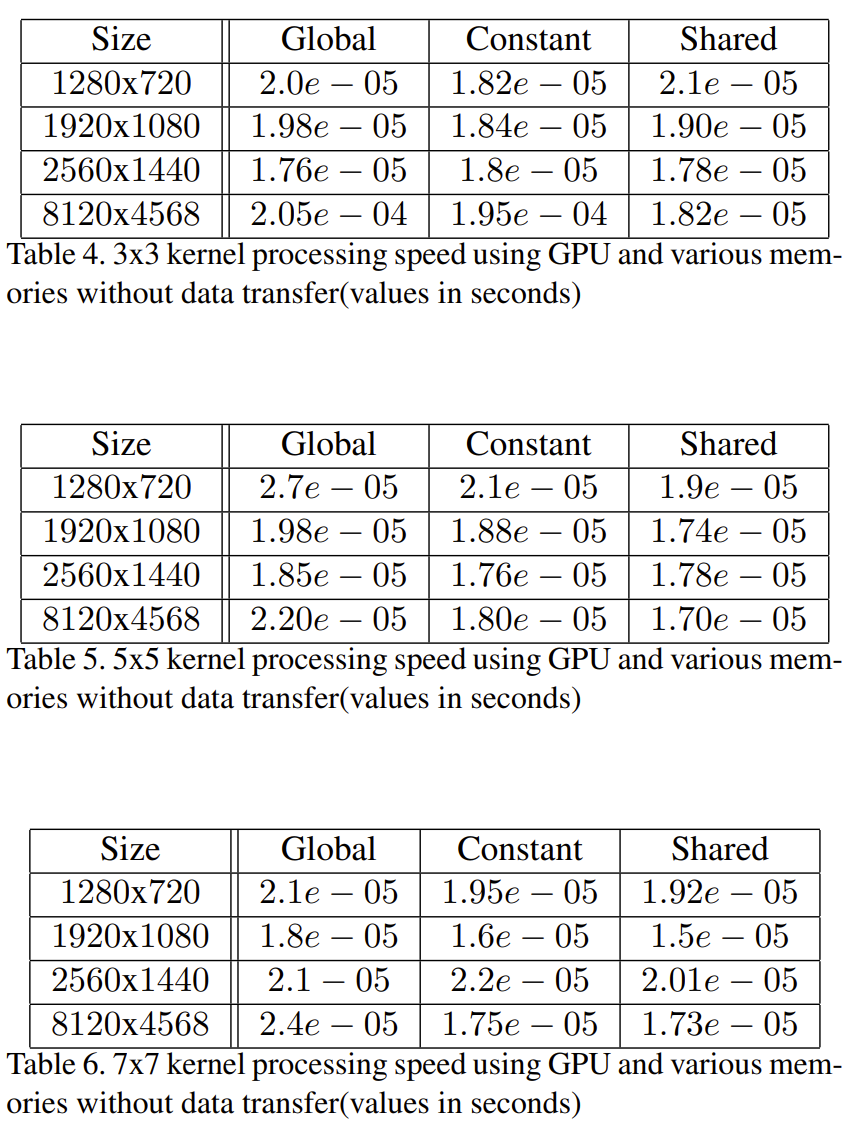 Size Global Constant Shared
1280x720 2.0e − 05 1.82e − 05 2.1e − 05
1920x1080 1.98e − 05 1.84e − 05 1.90e − 05
2560x1440 1.76e − 05 1.8e − 05 1.78e − 05
8120x4568 2.05e − 04 1.95e − 04 1.82e − 05
Table 4. 3x3 kernel processing speed using GPU and various mem-
ories without data transfer(values in seconds)
Size Global Constant Shared
1280x720 2.7e − 05 2.1e − 05 1.9e − 05
1920x1080 1.98e − 05 1.88e − 05 1.74e − 05
2560x1440 1.85e − 05 1.76e − 05 1.78e − 05
8120x4568 2.20e − 05 1.80e − 05 1.70e − 05
Table 5. 5x5 kernel processing speed using GPU and various mem-
ories without data transfer(values in seconds)
Size Global Constant Shared
1280x720 2.1e − 05 1.95e − 05 1.92e − 05
1920x1080 1.8e − 05 1.6e − 05 1.5e − 05
2560x1440 2.1 − 05 2.2e − 05 2.01e − 05
8120x4568 2.4e − 05 1.75e − 05 1.73e − 05
Table 6. 7x7 kernel processing speed using GPU and various mem-
ories without data transfer(values in seconds)